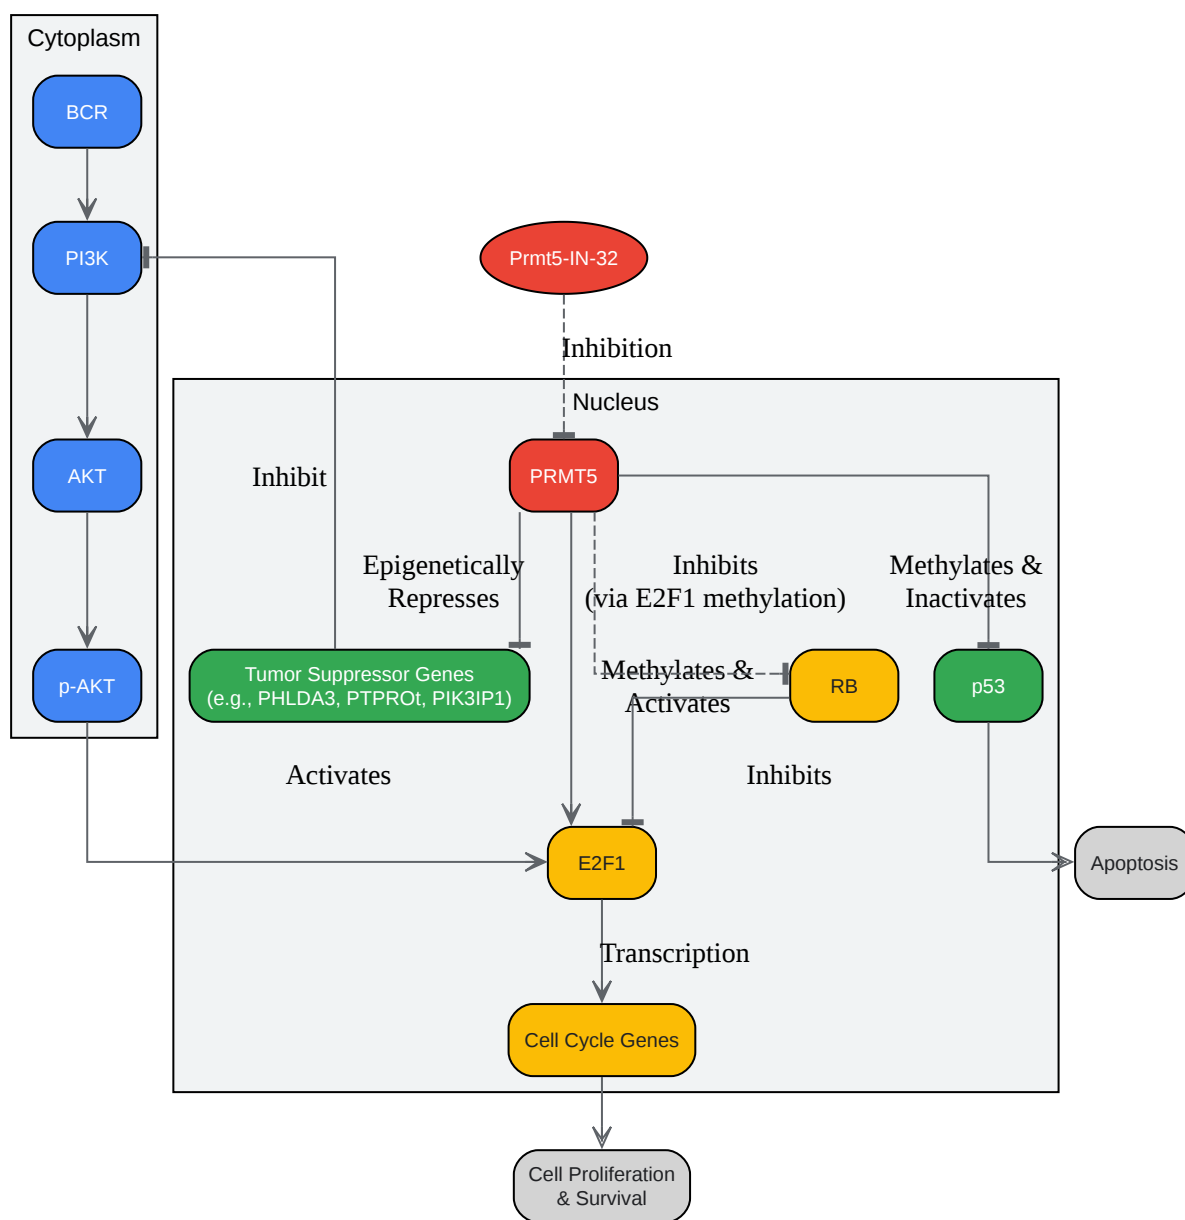 Cytoplasm
BCR
PI3K
Prmt5-IN-32
Inhibition
Nucleus
AKT
Inhibit
PRMT5
Epigenetically
Represses
Inhibits
(via E2F1 methylation)
Methylates &
Inactivates
p-AKT
Tumor Suppressor Genes
(e.g., PHLDA3, PTPROt, PIK3IP1)
Methylates &
Activates
RB
p53
Activates
Inhibits
E2F1
Apoptosis
Transcription
Cell Cycle Genes
Cell Proliferation
& Survival